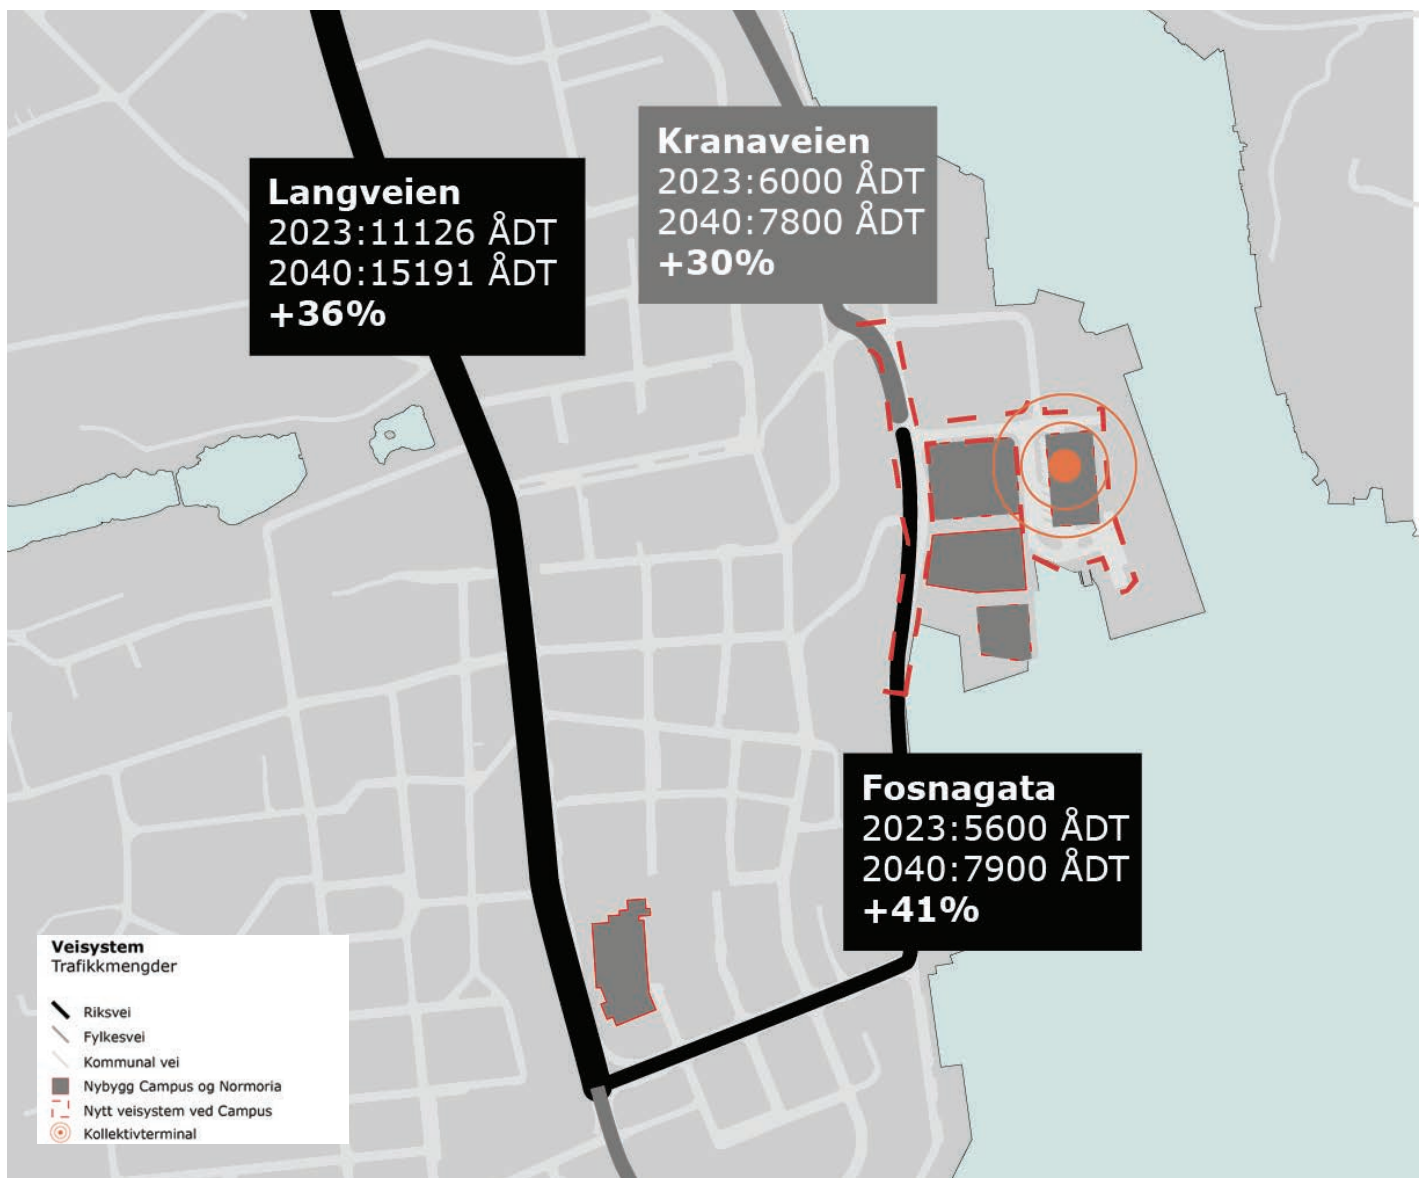 Kranaveien
2023:6000 ÅDT
2040:7800 ÅDT
+30%
Langveien
2023:11126 ÅDT
2040:15191 ÅDT
+36%
Fosnagata
2023:5600 ÅDT
2040:7900 ÅDT
+41%
Veisystem
Trafikkmengder
Riksvei
Fylkesvei
Kommunal vei
Nybygg Campus og Normoria
Nytt veisystem ved Campus
Kollektivterminal